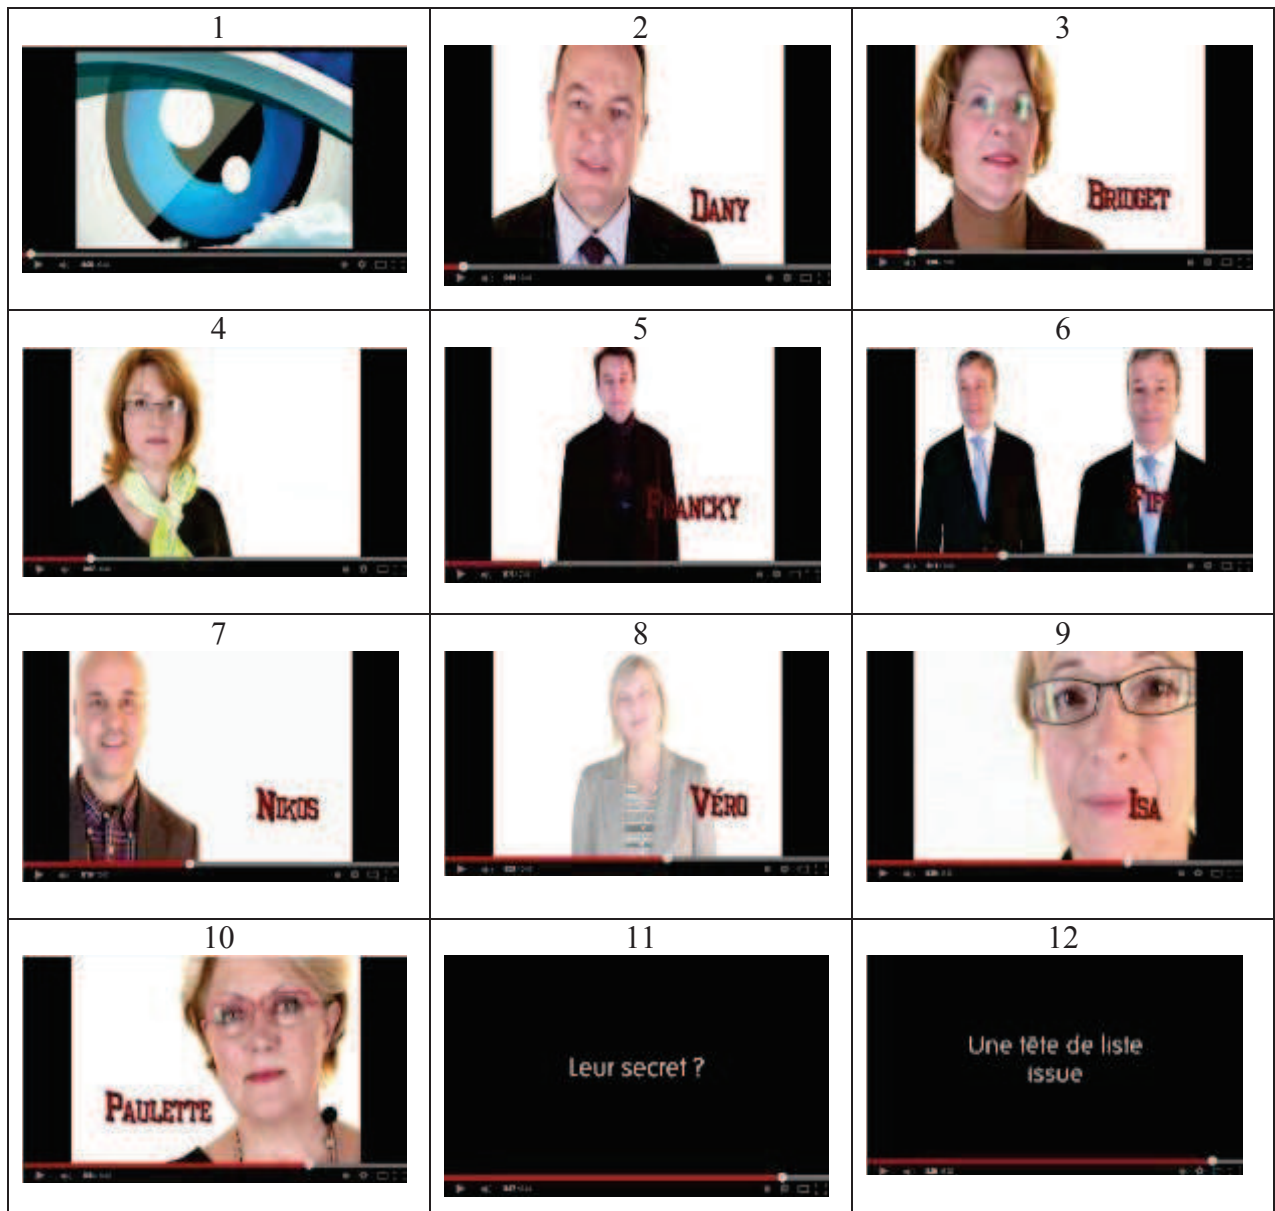 1
2
3
DANY
BRIDGET
4
5
6
FRANCKY
FIFI
7
8
9
NIKOS
VÉRO
ISA
10
11
12
PAULETTE
Leur secret ?
Une tête de liste
issue